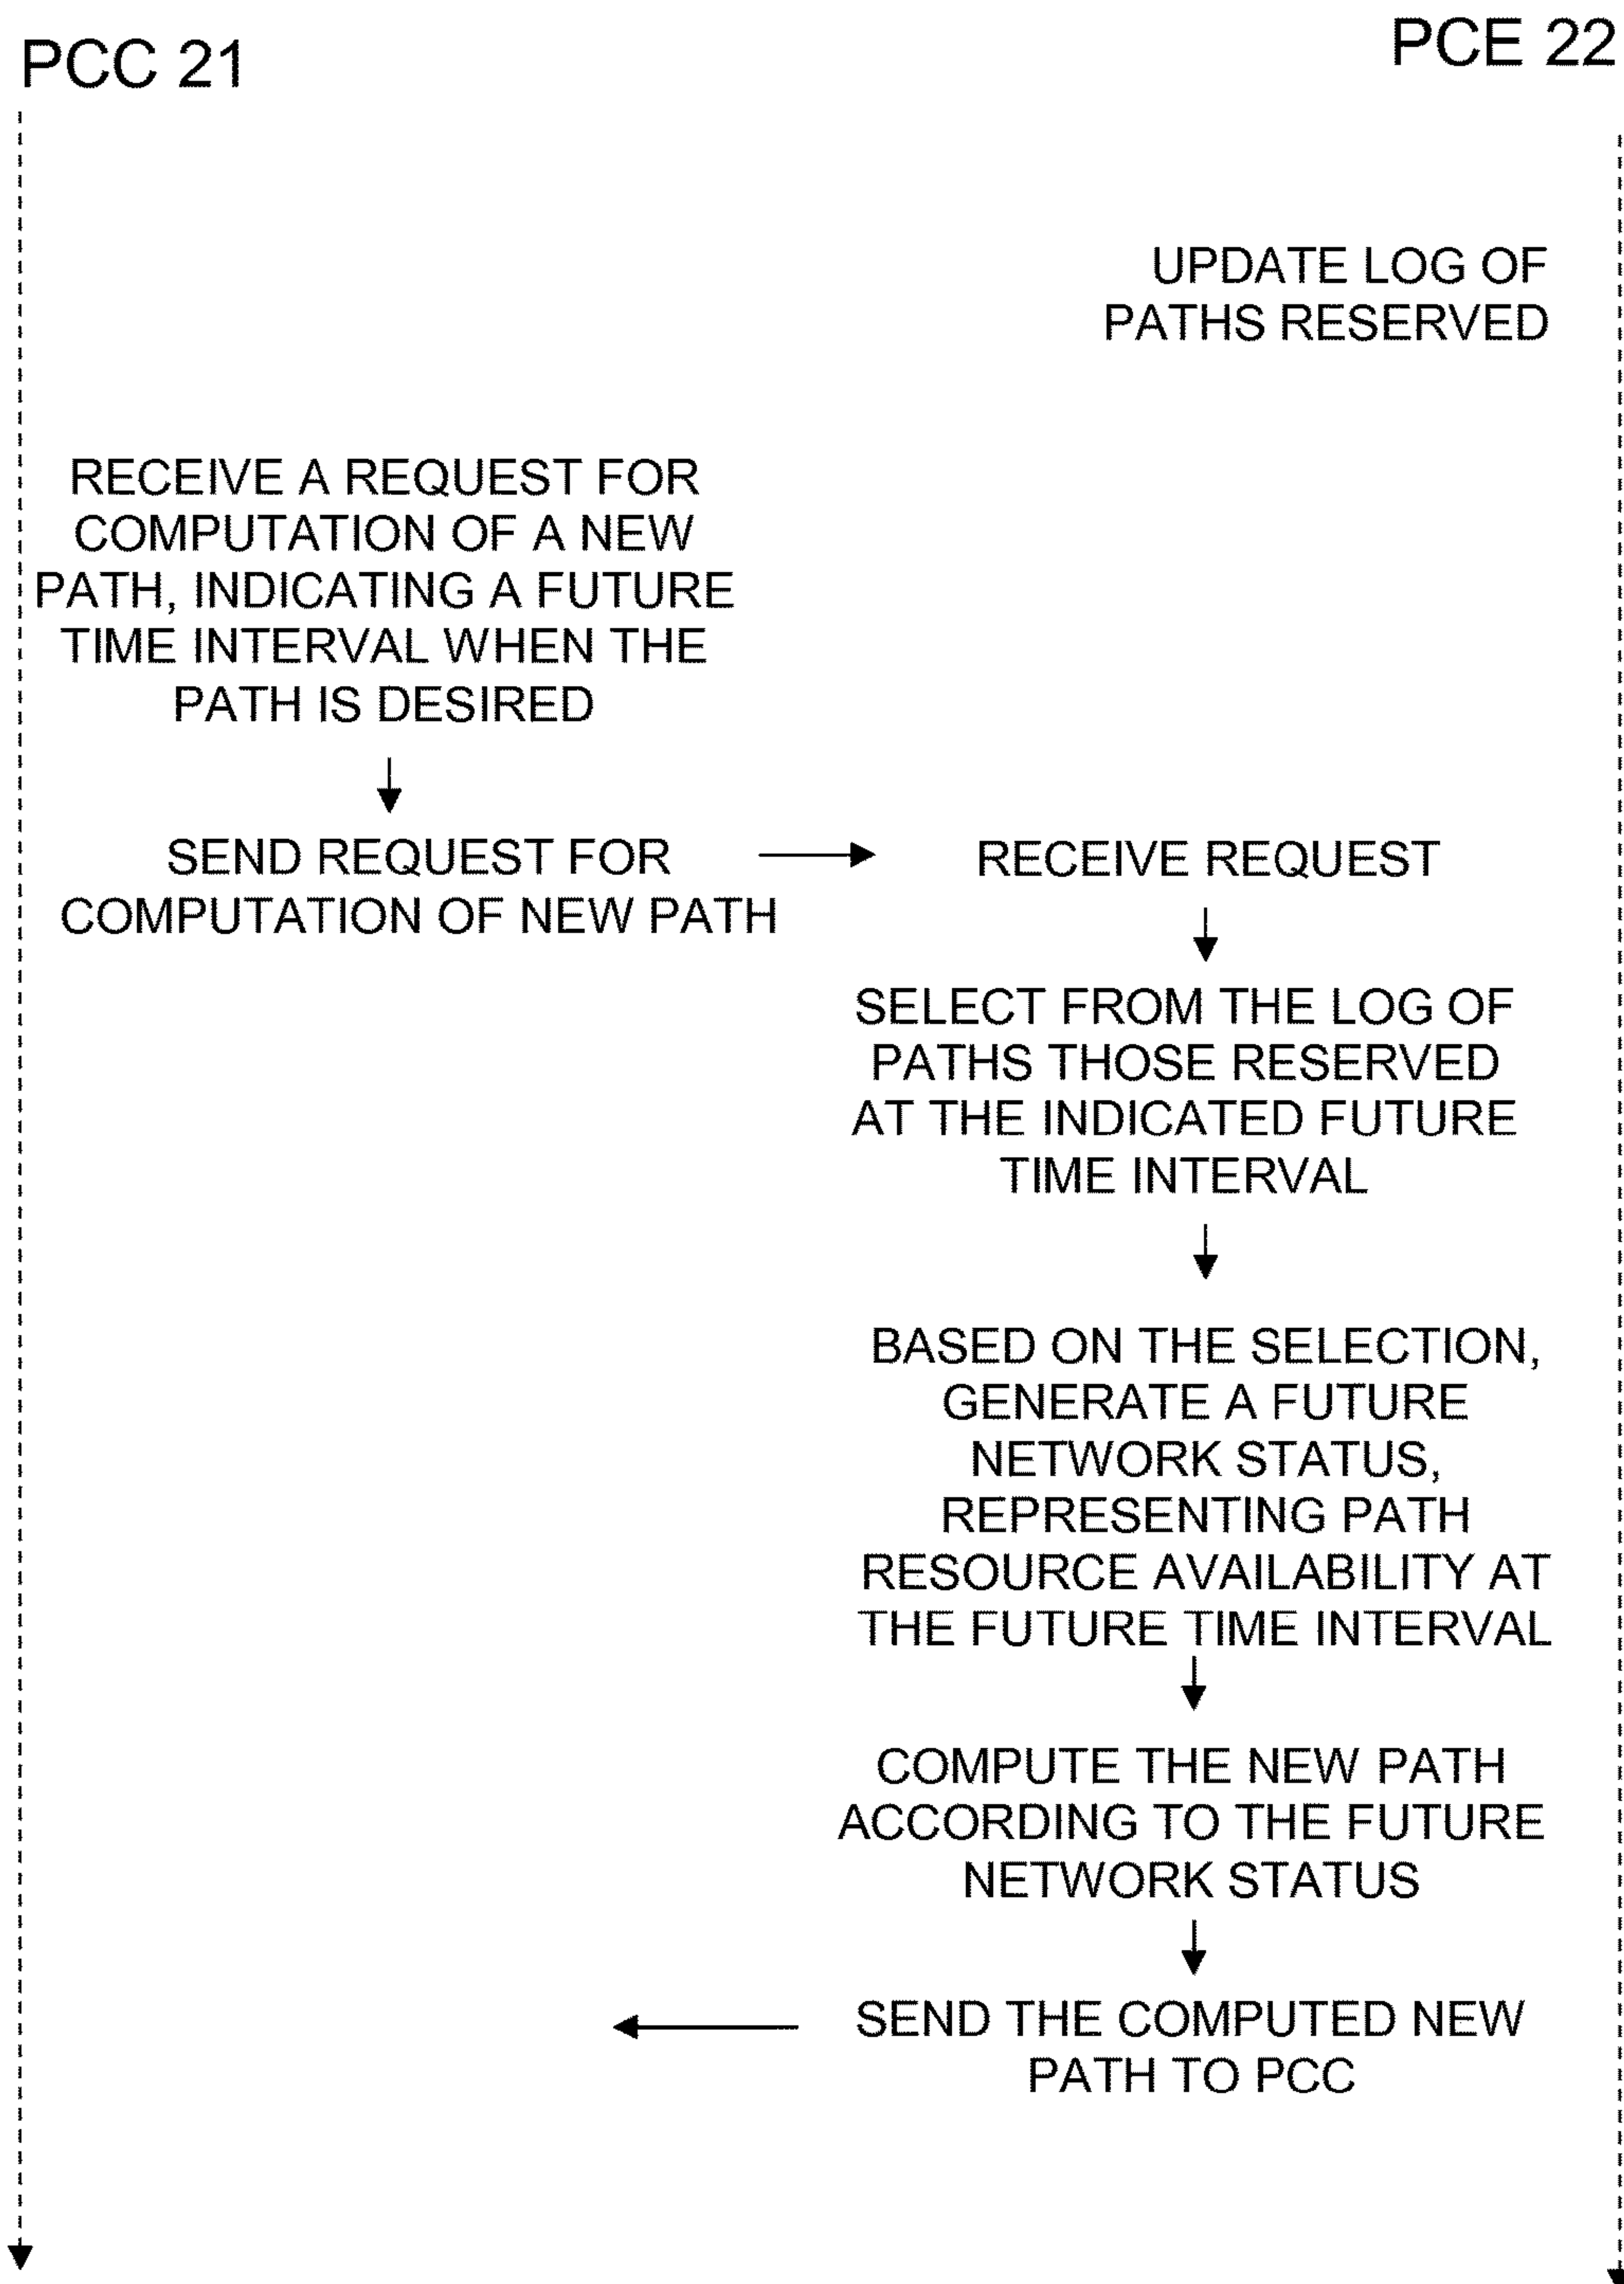 PCC 21
PCE 22
UPDATE LOG OF
PATHS RESERVED
RECEIVE A REQUEST FOR
COMPUTATION OF A NEW
PATH, INDICATING A FUTURE
TIME INTERVAL WHEN THE
PATH IS DESIRED
SEND REQUEST FOR
COMPUTATION OF NEW PATH
RECEIVE REQUEST
SELECT FROM THE LOG OF
PATHS THOSE RESERVED
AT THE INDICATED FUTURE
TIME INTERVAL
BASED ON THE SELECTION,
GENERATE A FUTURE
NETWORK STATUS,
REPRESENTING PATH
RESOURCE AVAILABILITY AT
THE FUTURE TIME INTERVAL
COMPUTE THE NEW PATH
ACCORDING TO THE FUTURE
NETWORK STATUS
SEND THE COMPUTED NEW
PATH TO PCC